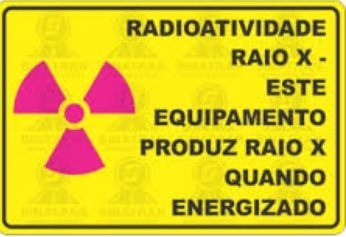 RADIOATIVIDADE
RAIO X -
ESTE
EQUIPAMENTO
PRODUZ RAIO X
QUANDO
ENERGIZADO